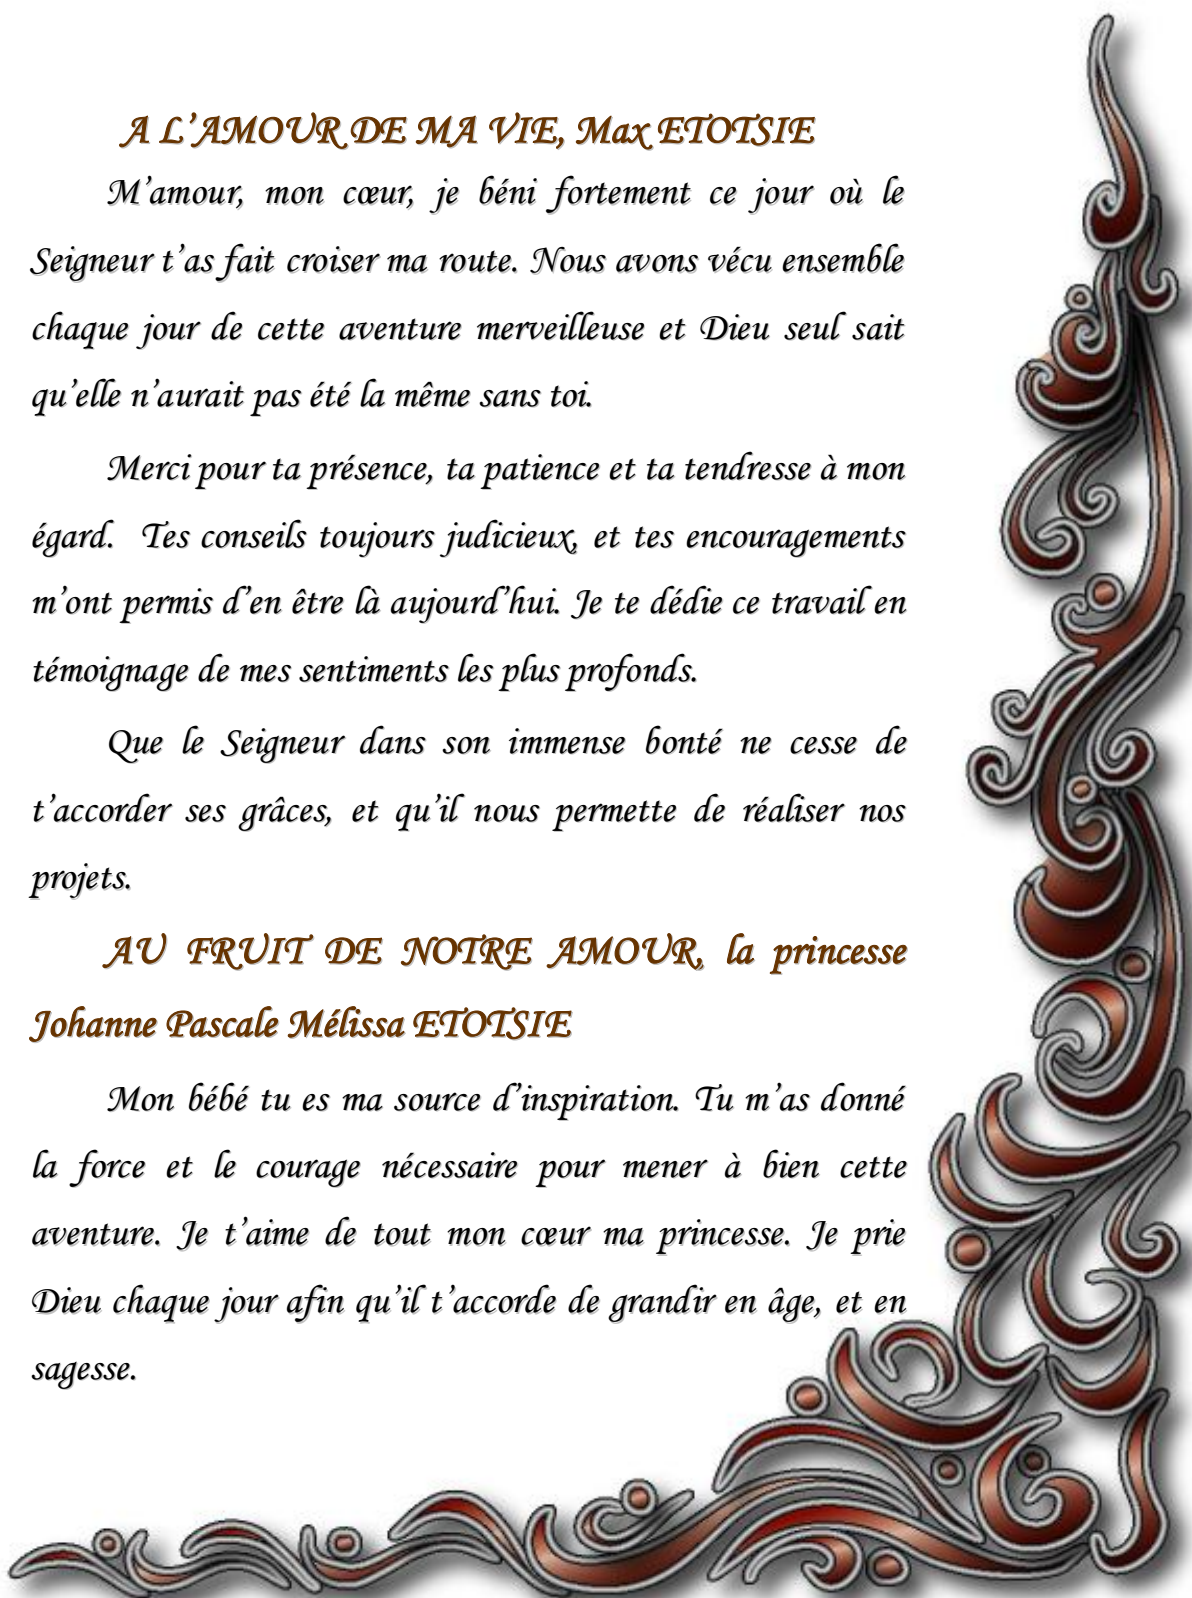 A L’AMOUR DE MA VIE, Max ETOTSIE
M’amour, mon cœur, je béni fortement ce jour où le
Seigneur t’as fait croiser ma route. Nous avons vécu ensemble
chaque jour de cette aventure merveilleuse et Dieu seul sait
qu’elle n’aurait pas été la même sans toi.
Merci pour ta présence, ta patience et ta tendresse à mon
égard. Tes conseils toujours judicieux, et tes encouragements
m’ont permis d’en être là aujourd’hui. Je te dédie ce travail en
témoignage de mes sentiments les plus profonds.
Que le Seigneur dans son immense bonté ne cesse de
t’accorder ses grâces, et qu’il nous permette de réaliser nos
projets.
AU FRUIT DE NOTRE AMOUR, la princesse
Johanne Pascale Mélissa ETOTSIE
Mon bébé tu es ma source d’inspiration. Tu m’as donné
la force et le courage nécessaire pour mener à bien cette
aventure. Je t’aime de tout mon cœur ma princesse. Je prie
Dieu chaque jour afin qu’il t’accorde de grandir en âge, et en
sagesse.